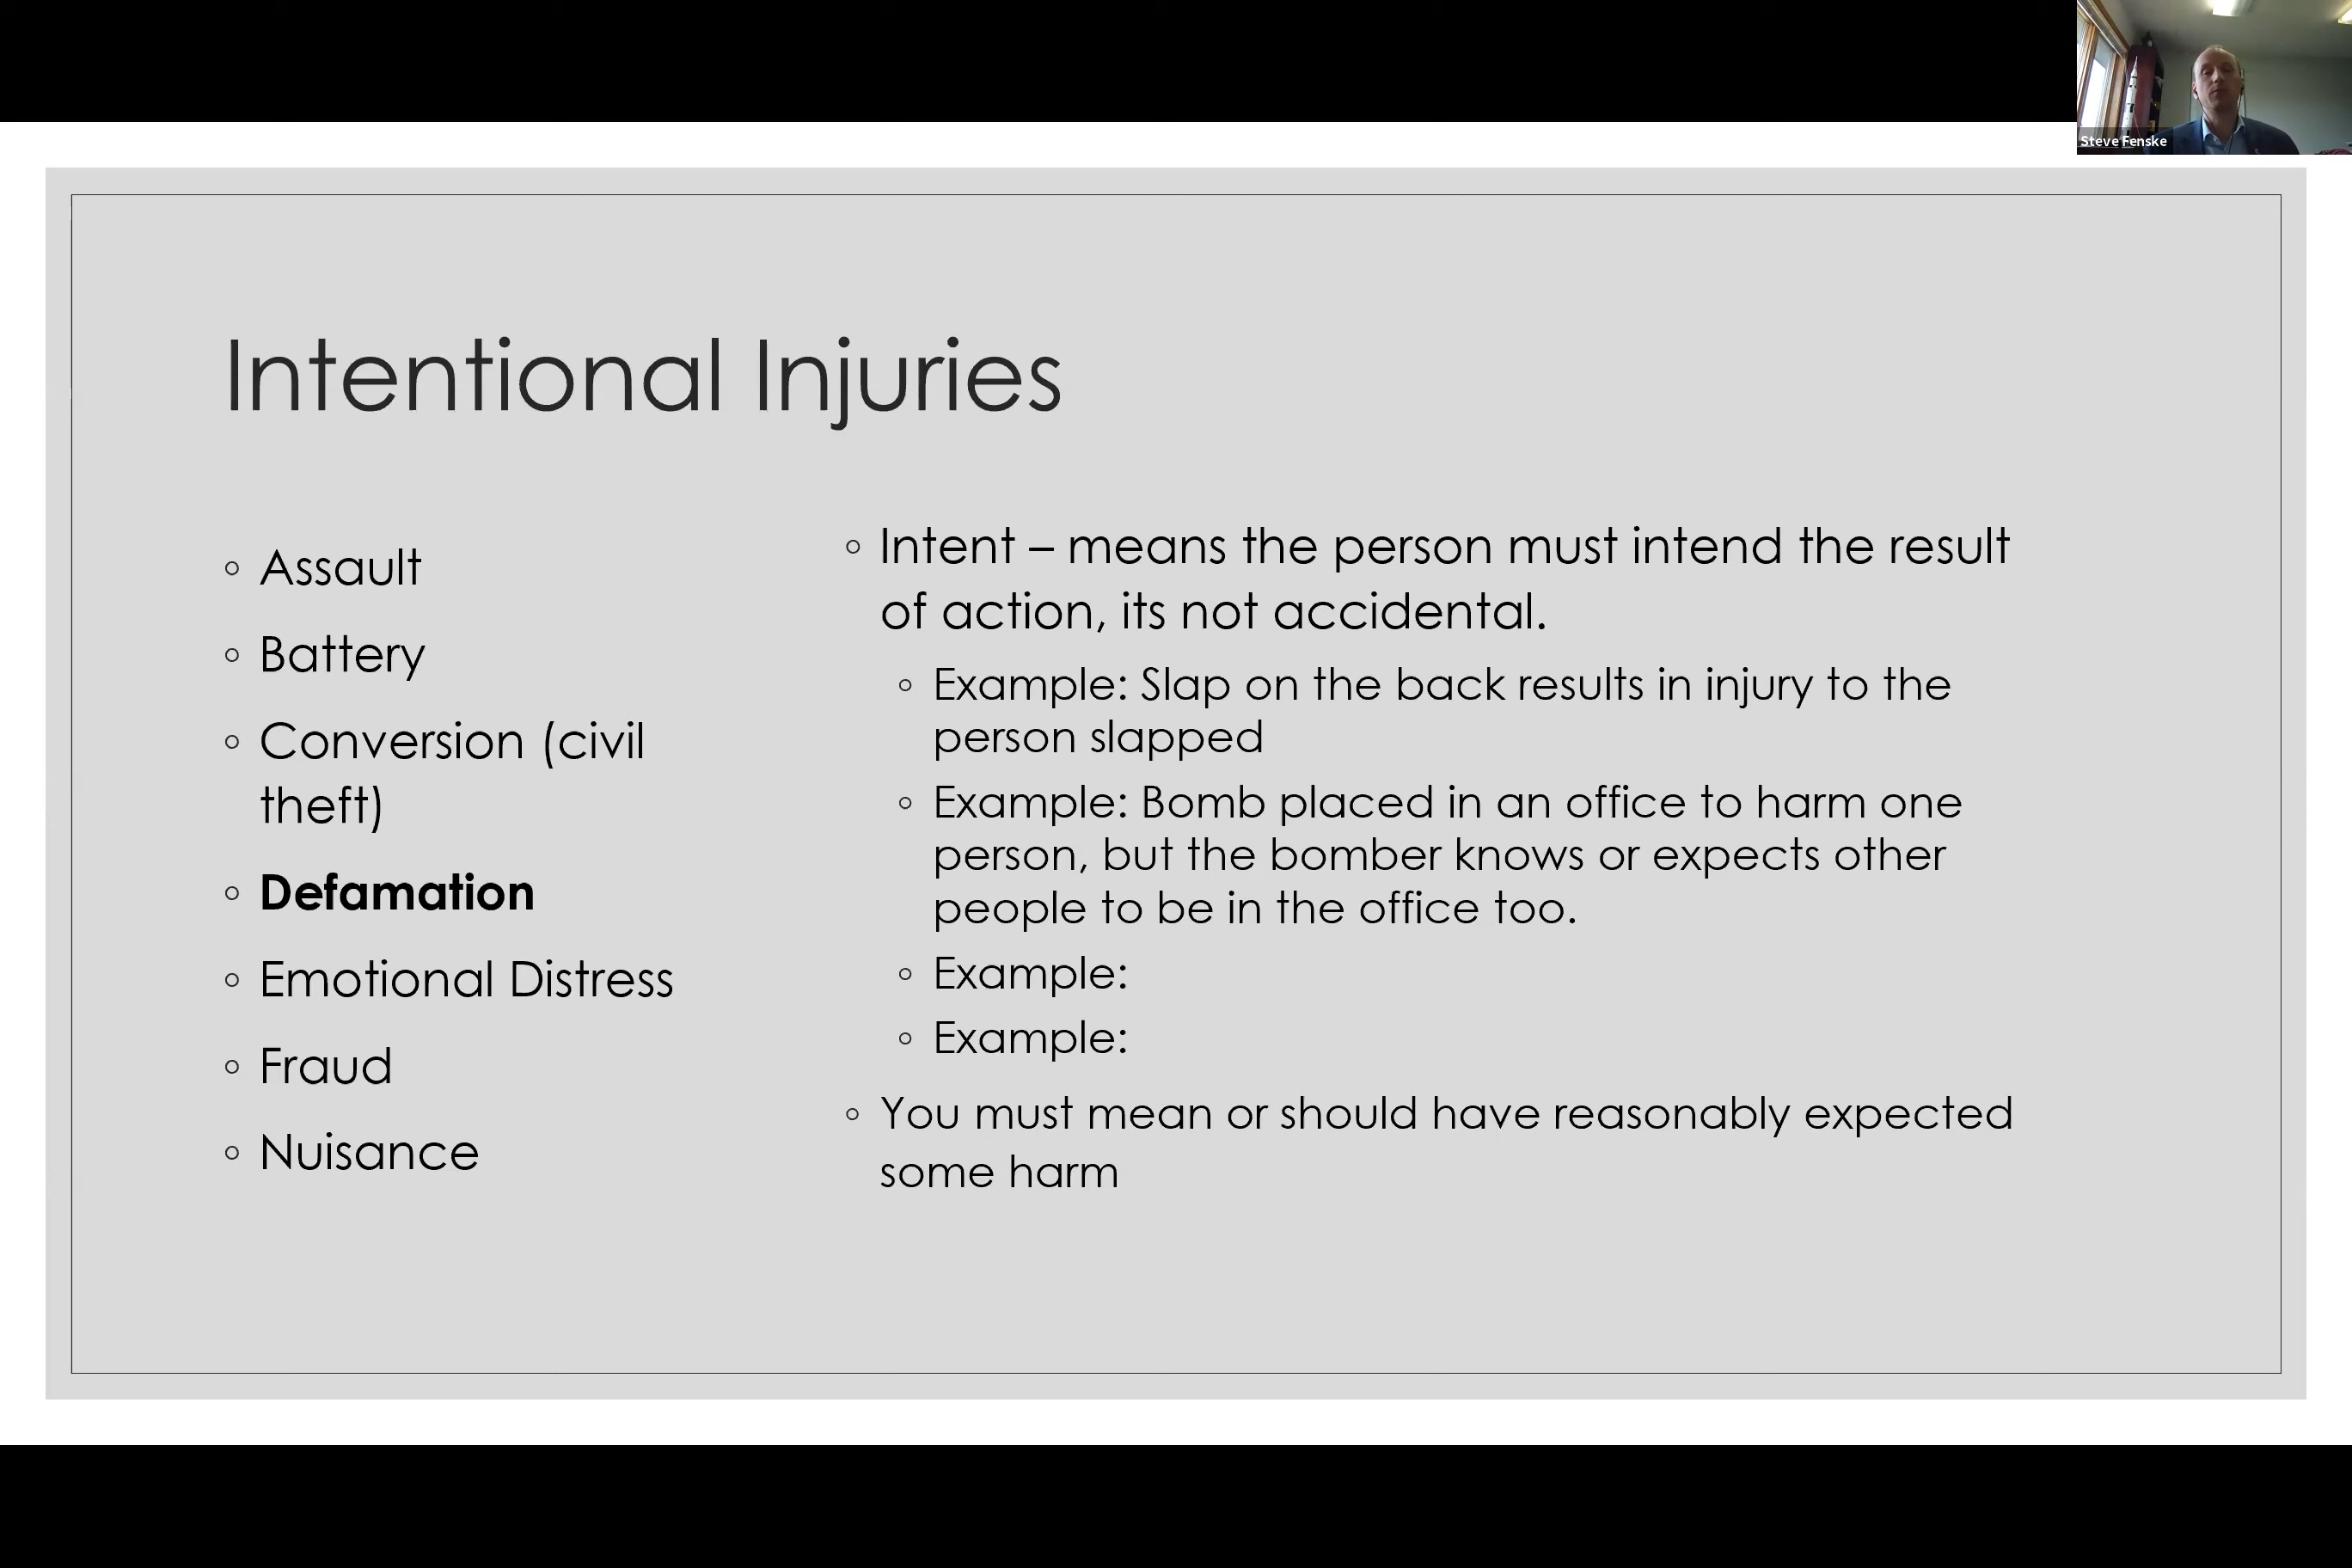 Steve Fenske
Intentional Injuries
◦ Assault
◦ Battery
◦ Conversion (civil
theft)
◦ Defamation
◦ Emotional Distress
◦ Fraud
◦ Nuisance
◦ Intent – means the person must intend the result
of action, its not accidental.
◦ Example: Slap on the back results in injury to the
person slapped
◦ Example: Bomb placed in an office to harm one
person, but the bomber knows or expects other
people to be in the office too.
◦ Example:
◦ Example:
◦ You must mean or should have reasonably expected
some harm